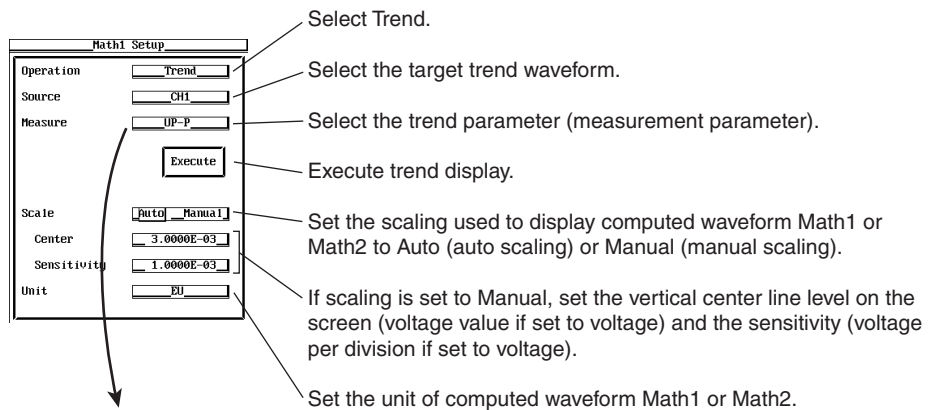 Select Trend.
Math1 Setup
Operation Trend
Select the target trend waveform.
Source CH1
Measure UP-P
Select the trend parameter (measurement parameter).
Execute
Execute trend display.
Scale Auto Manual
Set the scaling used to display computed waveform Math1 or
Math2 to Auto (auto scaling) or Manual (manual scaling).
Center 3.0000E-03
Sensitivity 1.0000E-03
Unit EU
If scaling is set to Manual, set the vertical center line level on the
screen (voltage value if set to voltage) and the sensitivity (voltage
per division if set to voltage).
Set the unit of computed waveform Math1 or Math2.